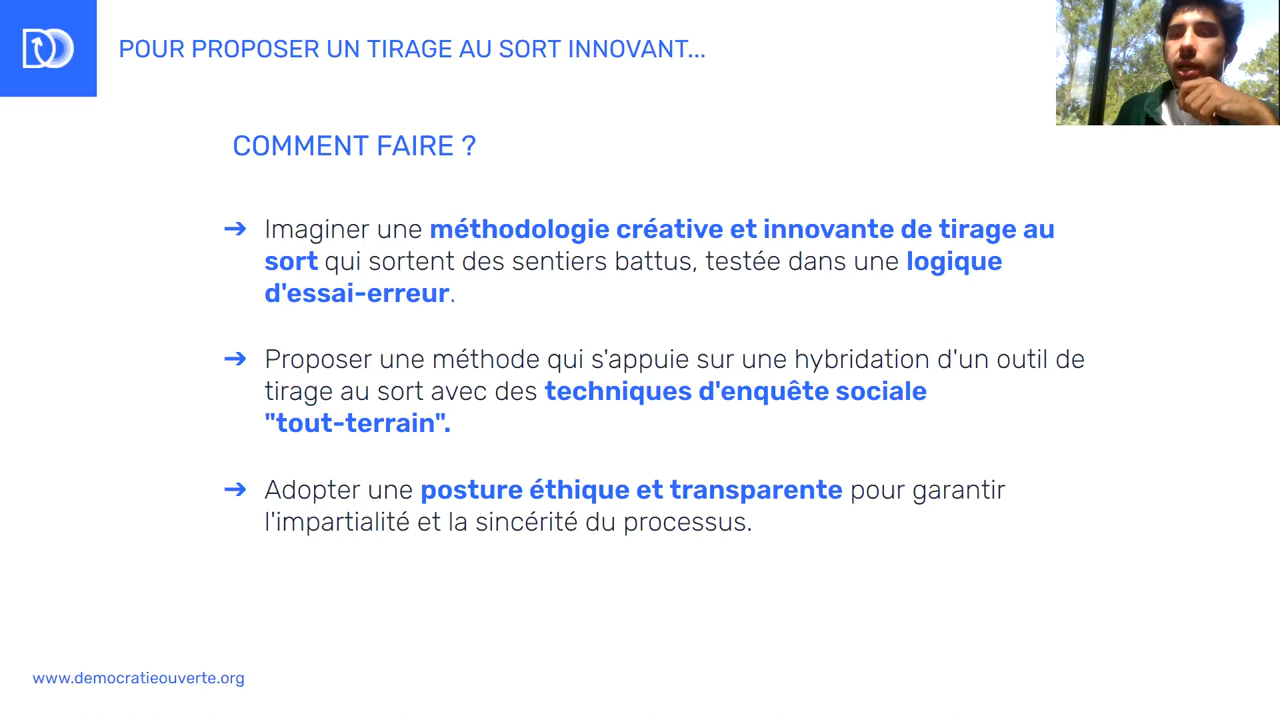 POUR PROPOSER UN TIRAGE AU SORT INNOVANT...
COMMENT FAIRE ?
➔ Imaginer une méthodologie créative et innovante de tirage au
sort qui sortent des sentiers battus, testée dans une logique
d'essai-erreur.
➔ Proposer une méthode qui s'appuie sur une hybridation d'un outil de
tirage au sort avec des techniques d'enquête sociale
"tout-terrain".
➔ Adopter une posture éthique et transparente pour garantir
l'impartialité et la sincérité du processus.
www.democratieouverte.org